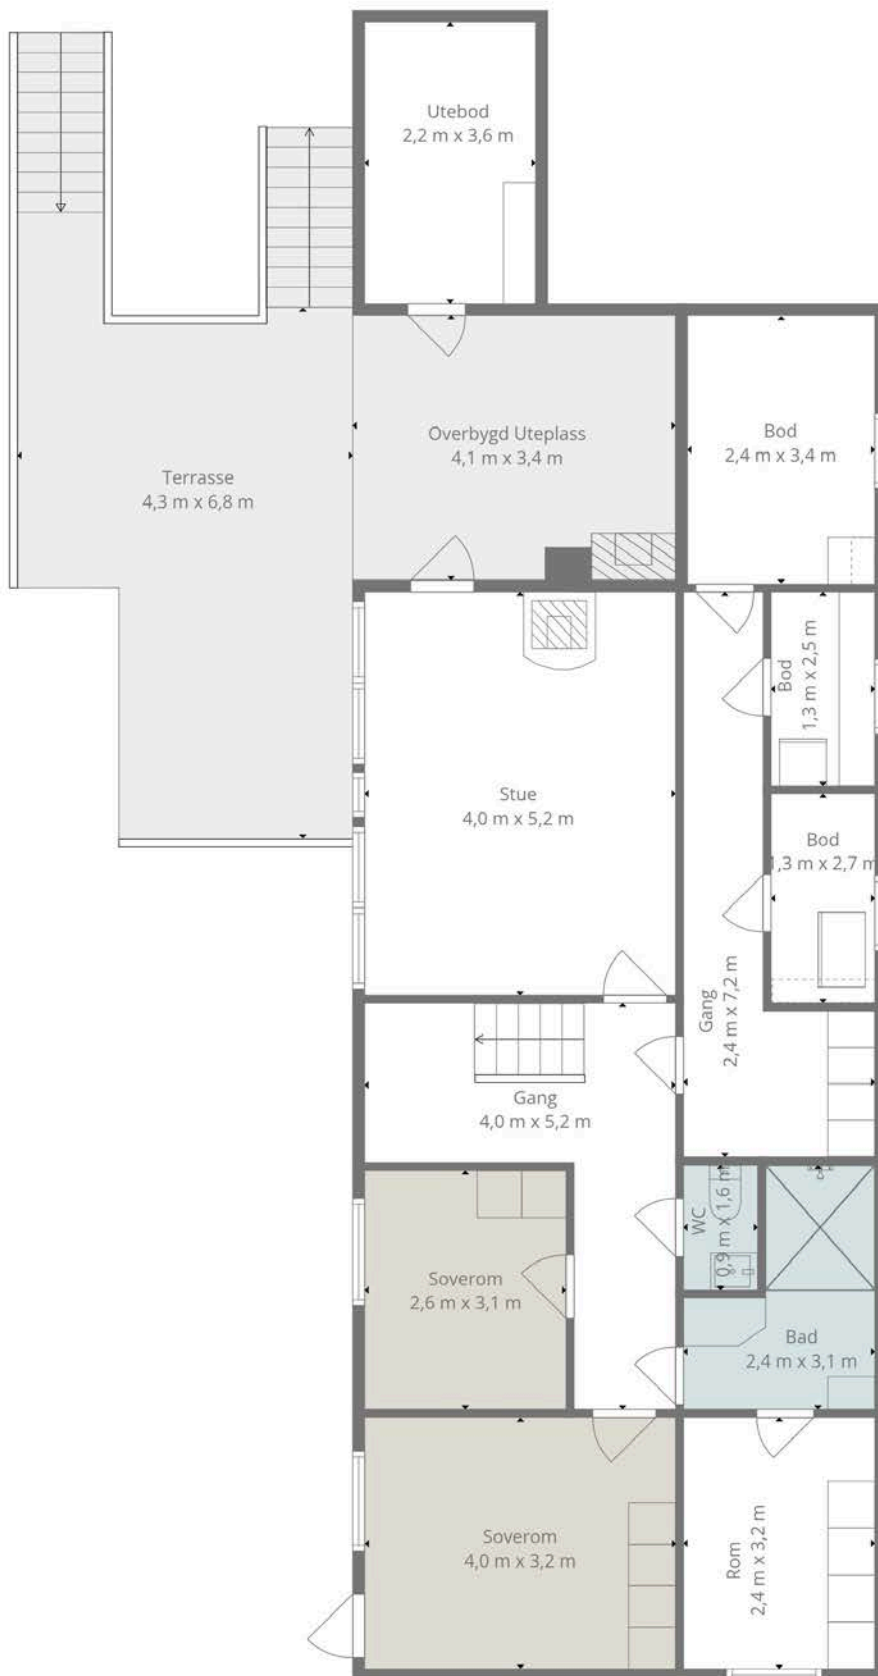 Utebod
2,2 m x 3,6 m
Overbygd Uteplass
4,1 m x 3,4 m
Bod
2,4 m x 3,4 m
Terrasse
4,3 m x 6,8 m
Bod
1,3 m x 2,5 m
Stue
4,0 m x 5,2 m
Bod
1,3 m x 2,7 m
Gang
2,4 m x 7,2 m
Gang
4,0 m x 5,2 m
WC
0,9 m x 1,6 m
Soverom
2,6 m x 3,1 m
Bad
2,4 m x 3,1 m
Soverom
4,0 m x 3,2 m
Rom
2,4 m x 3,2 m